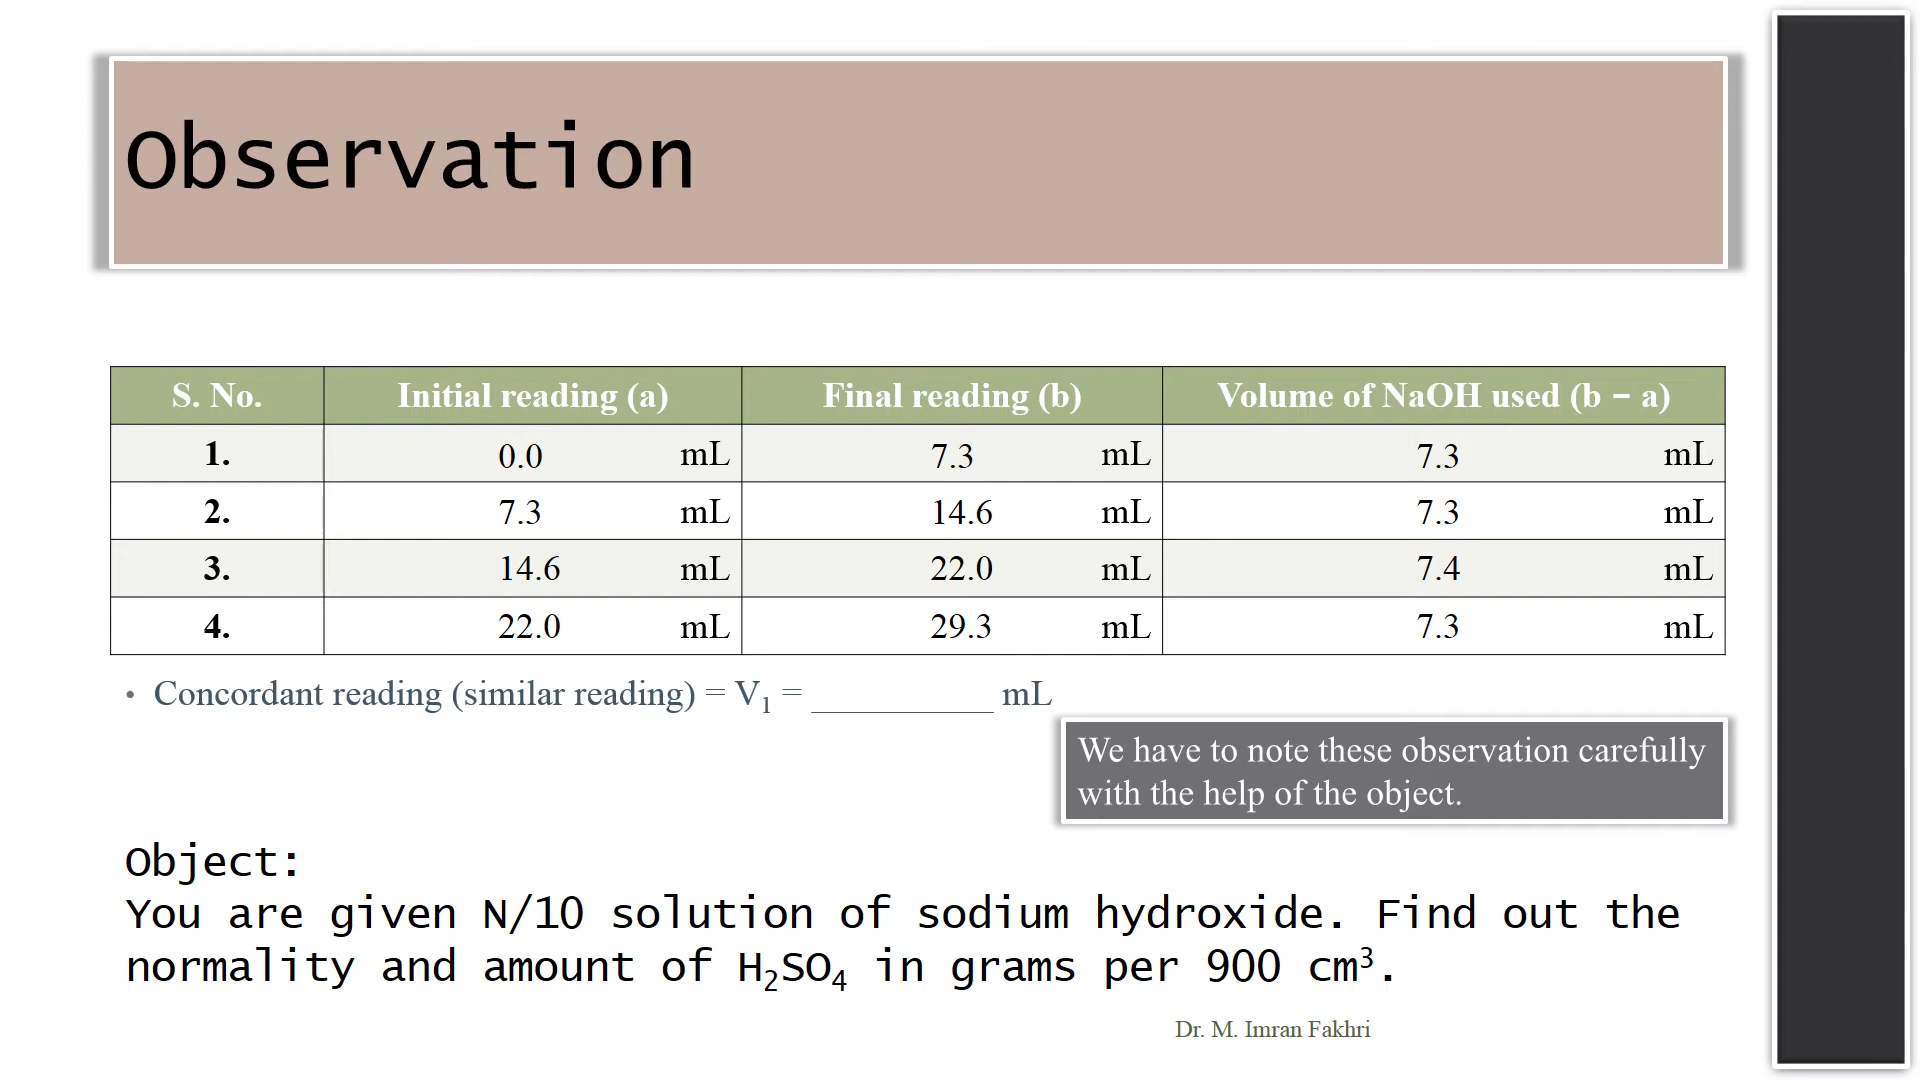 Observation
S. No. Initial reading (a) Final reading (b) Volume of NaOH used (b − a)
1. 0.0 mL 7.3 mL 7.3 mL
2. 7.3 mL 14.6 mL 7.3 mL
3. 14.6 mL 22.0 mL 7.4 mL
4. 22.0 mL 29.3 mL 7.3 mL
• Concordant reading (similar reading) = V₁ = __________ mL
We have to note these observation carefully
with the help of the object.
Object:
You are given N/10 solution of sodium hydroxide. Find out the
normality and amount of H₂SO₄ in grams per 900 cm³.
Dr. M. Imran Fakhri